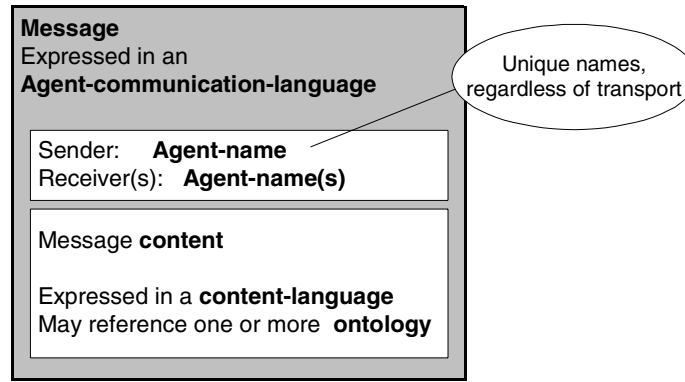 Message
Expressed in an
Agent-communication-language
Unique names,
regardless of transport
Sender: Agent-name
Receiver(s): Agent-name(s)
Message content
Expressed in a content-language
May reference one or more ontology